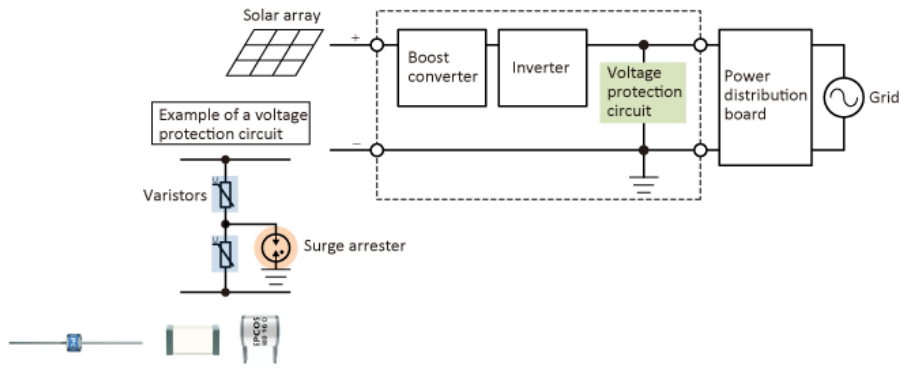 Solar array
+
Boost
converter
Inverter
Voltage
protection
circuit
Power
distribution
board
Grid
Example of a voltage
protection circuit
−
Varistors
U
U
Surge arrester
EPCOS